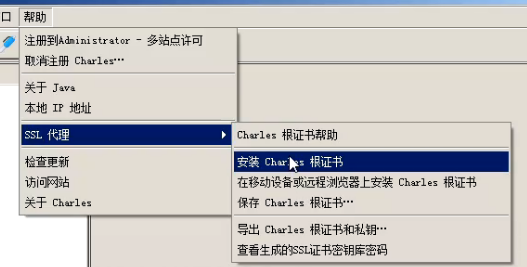 口 帮助
注册到Administrator - 多站点许可
取消注册 Charles…
关于 Java
本地 IP 地址
SSL 代理
检查更新
访问网站
关于 Charles
Charles 根证书帮助
安装 Charles 根证书
在移动设备或远程浏览器上安装 Charles 根证书
保存 Charles 根证书…
导出 Charles 根证书和私钥…
查看生成的SSL证书密钥库密码